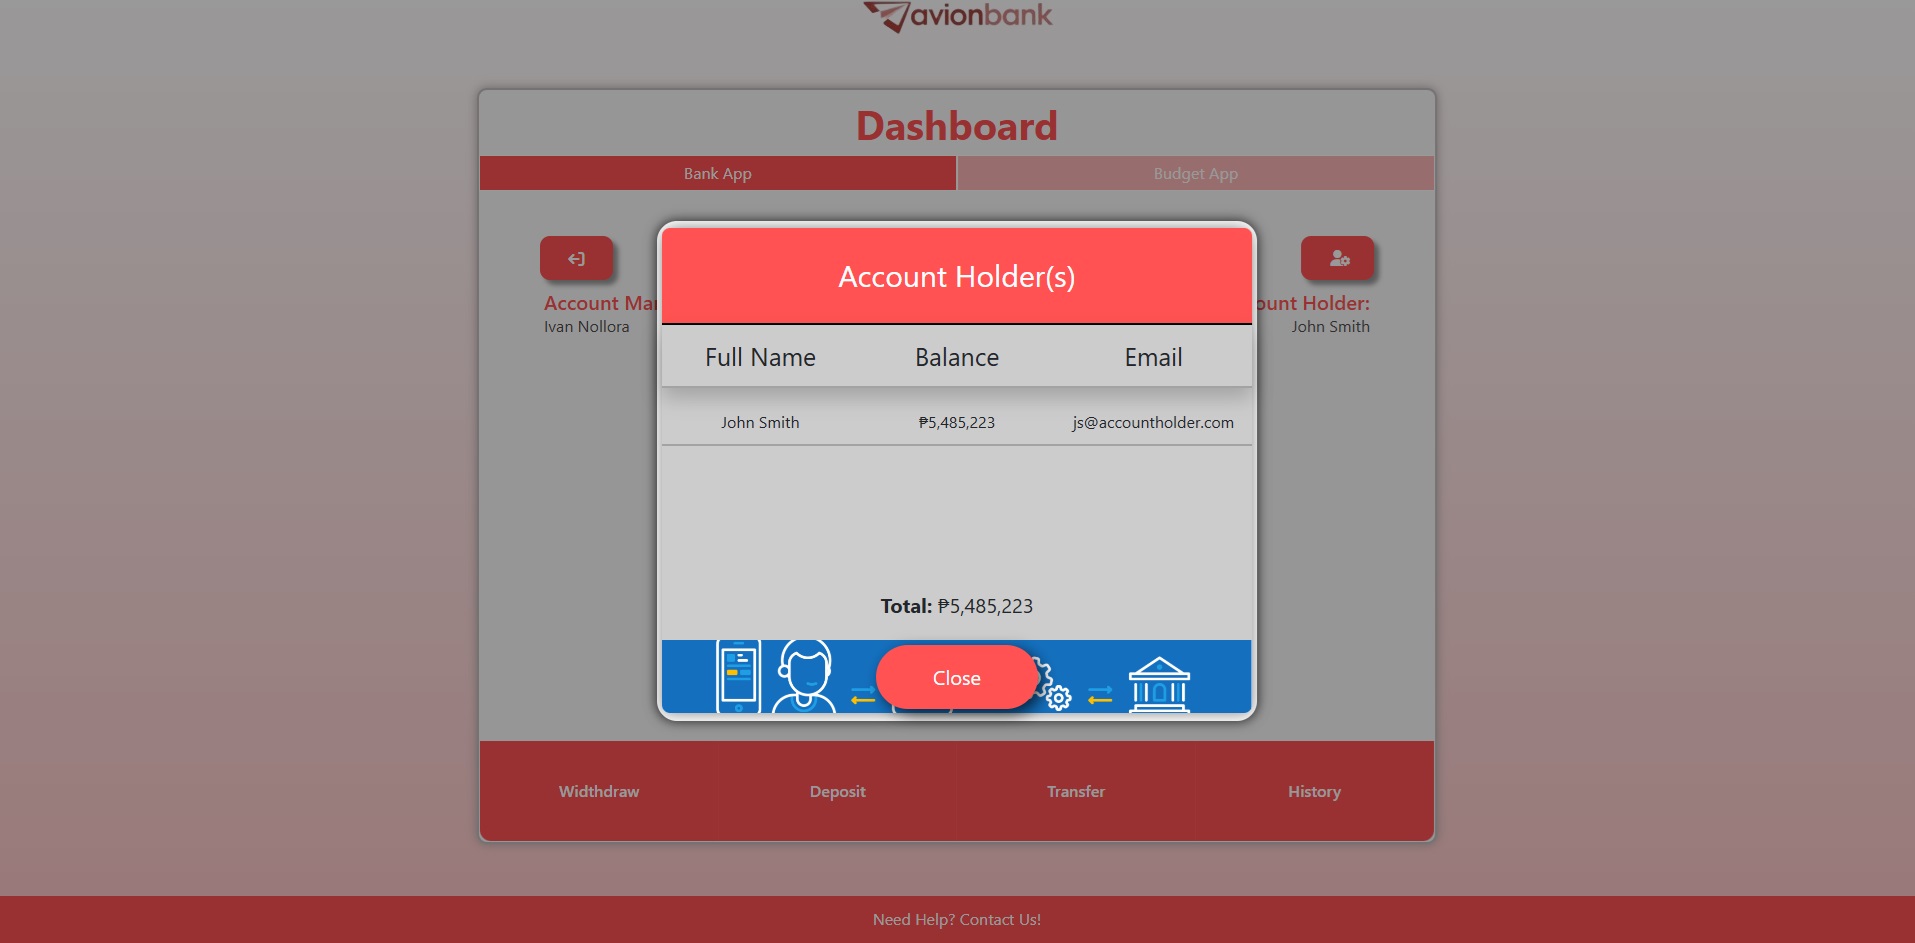 avionbank
Dashboard
Bank App
Budget App
Account Holder(s)
Account Mar
ount Holder:
Ivan Nollora
John Smith
Full Name Balance Email
John Smith ₱5,485,223 js@accountholder.com
Total: ₱5,485,223
Close
Widthdraw
Deposit
Transfer
History
Need Help? Contact Us!